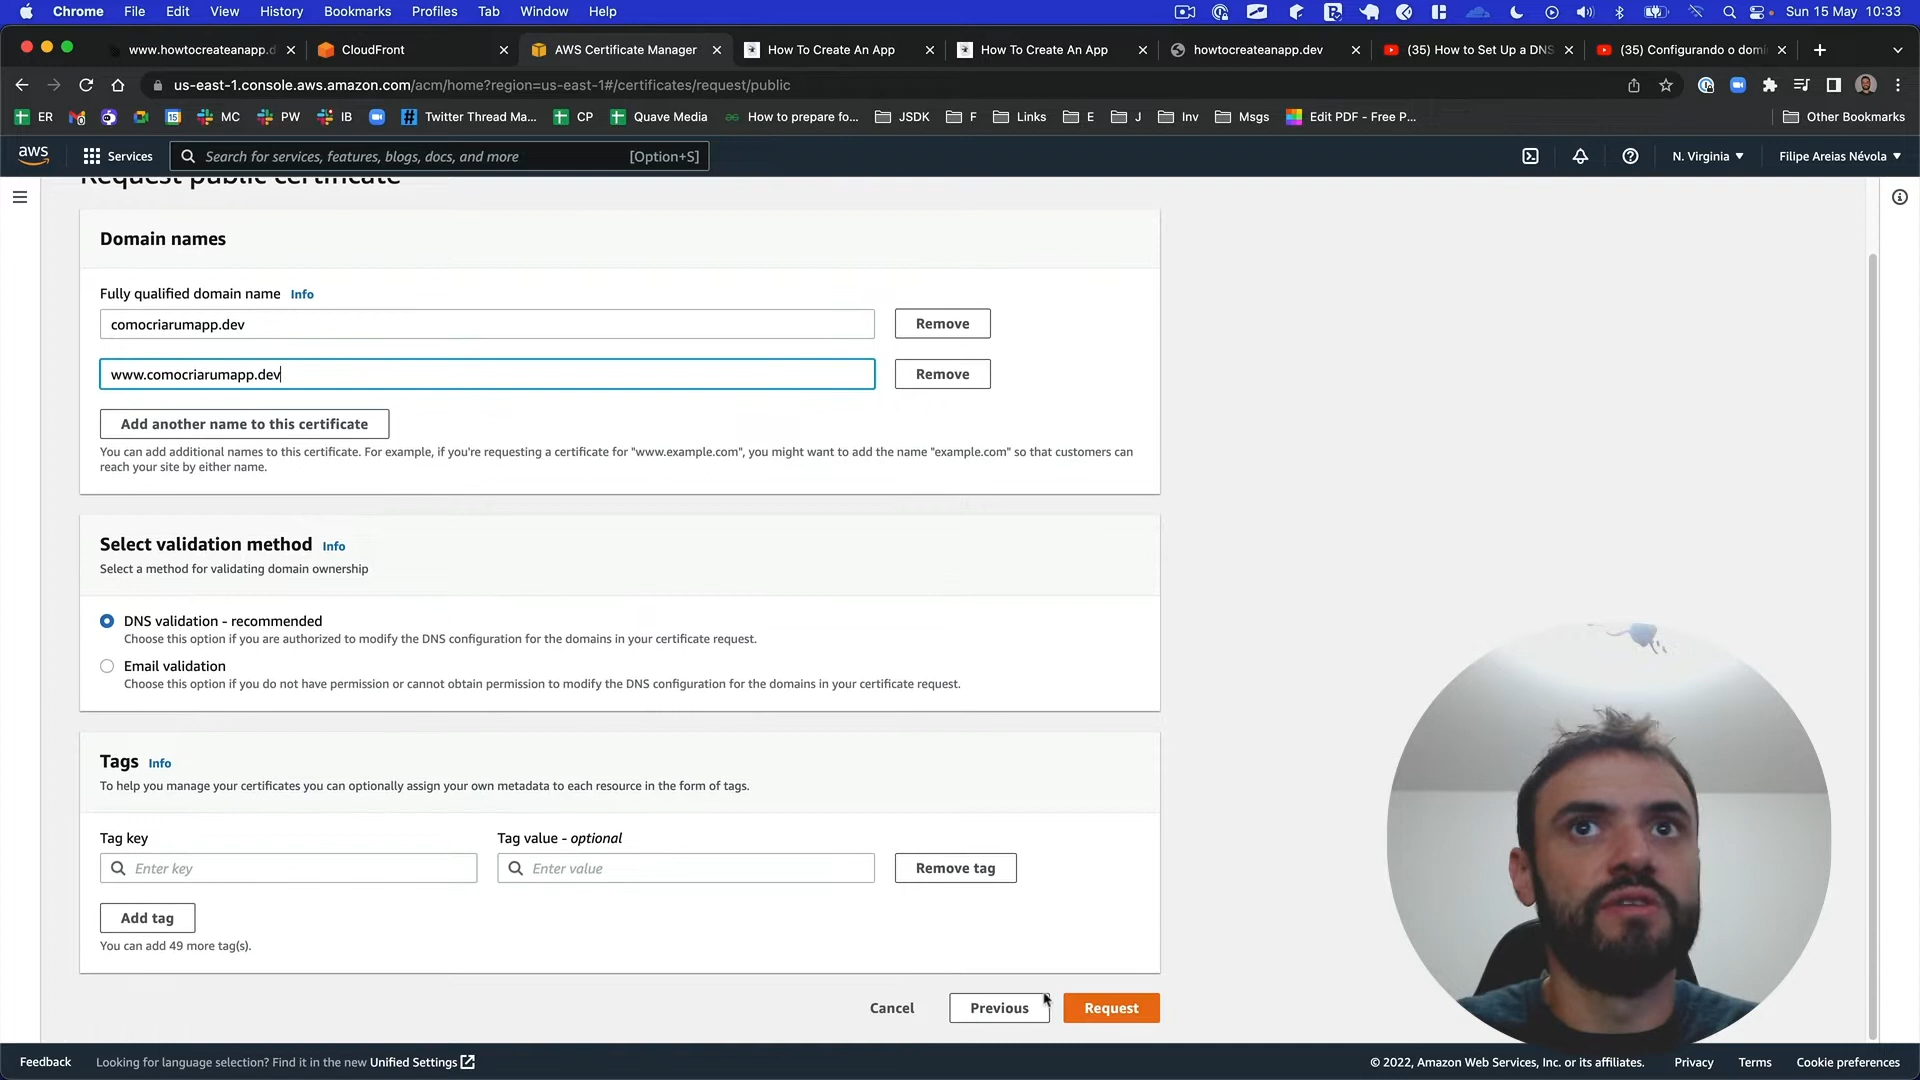 Chrome File Edit View History Bookmarks Profiles Tab Window Help Sun 15 May 10:33
www.howtocreateanapp.d CloudFront AWS Certificate Manager How To Create An App How To Create An App howtocreateanapp.dev (35) How to Set Up a DNS (35) Configurando o domí
us-east-1.console.aws.amazon.com/acm/home?region=us-east-1#/certificates/request/public
ER 15 MC PW IB Twitter Thread Ma... CP Quave Media How to prepare fo... JSDK F Links E J Inv Msgs Edit PDF - Free P... Other Bookmarks
aws Services Search for services, features, blogs, docs, and more [Option+S] N. Virginia Filipe Areias Névola
Request public certificate
Domain names
Fully qualified domain name Info
comocriarumapp.dev Remove
www.comocriarumapp.dev Remove
Add another name to this certificate
You can add additional names to this certificate. For example, if you're requesting a certificate for "www.example.com", you might want to add the name "example.com" so that customers can
reach your site by either name.
Select validation method Info
Select a method for validating domain ownership
DNS validation - recommended
Choose this option if you are authorized to modify the DNS configuration for the domains in your certificate request.
Email validation
Choose this option if you do not have permission or cannot obtain permission to modify the DNS configuration for the domains in your certificate request.
Tags Info
To help you manage your certificates you can optionally assign your own metadata to each resource in the form of tags.
Tag key Tag value - optional
Enter key Enter value Remove tag
Add tag
You can add 49 more tag(s).
Cancel Previous Request
Feedback Looking for language selection? Find it in the new Unified Settings © 2022, Amazon Web Services, Inc. or its affiliates. Privacy Terms Cookie preferences